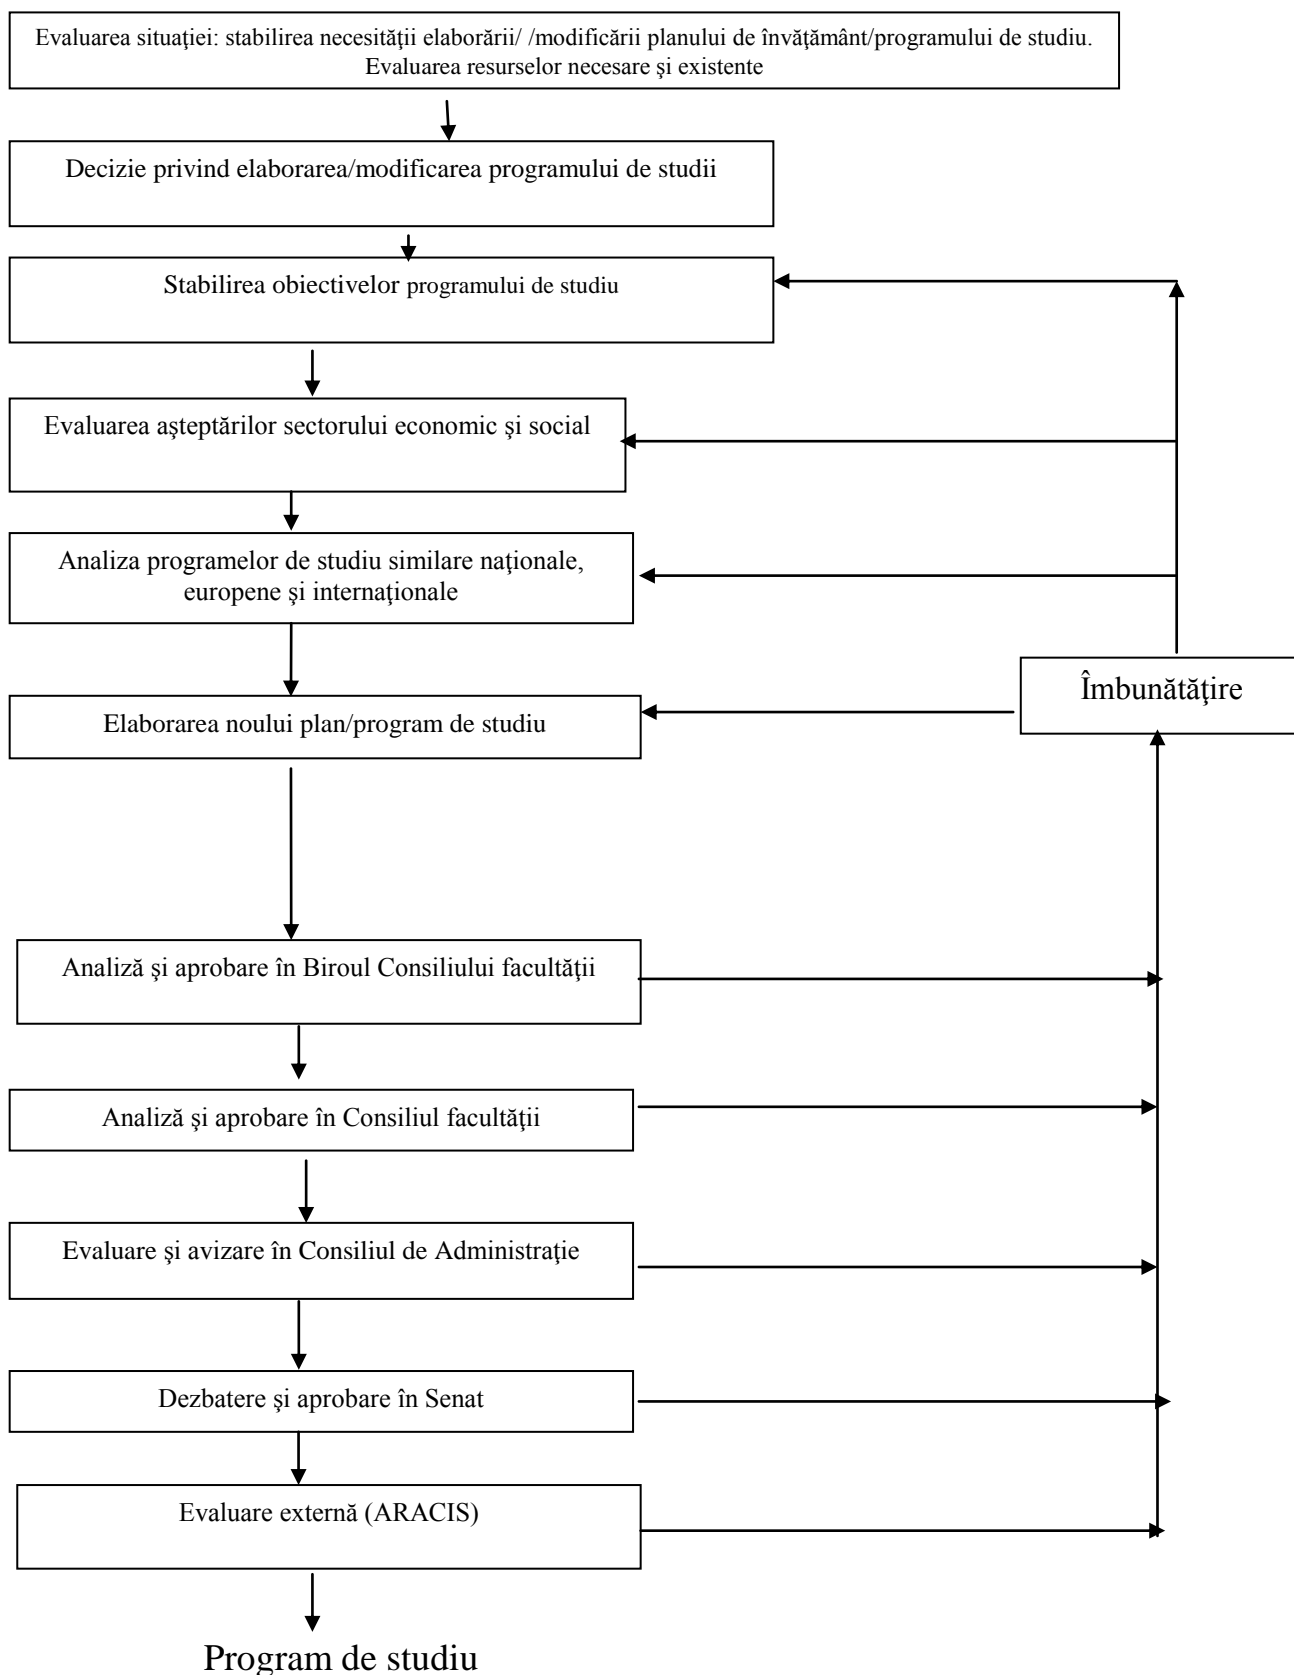 Evaluarea situaţiei: stabilirea necesităţii elaborării/ /modificării planului de învăţământ/programului de studiu.
Evaluarea resurselor necesare şi existente
Decizie privind elaborarea/modificarea programului de studii
Stabilirea obiectivelor programului de studiu
Evaluarea aşteptărilor sectorului economic şi social
Analiza programelor de studiu similare naţionale,
europene şi internaţionale
Îmbunătăţire
Elaborarea noului plan/program de studiu
Analiză şi aprobare în Biroul Consiliului facultăţii
Analiză şi aprobare în Consiliul facultăţii
Evaluare şi avizare în Consiliul de Administraţie
Dezbatere şi aprobare în Senat
Evaluare externă (ARACIS)
Program de studiu